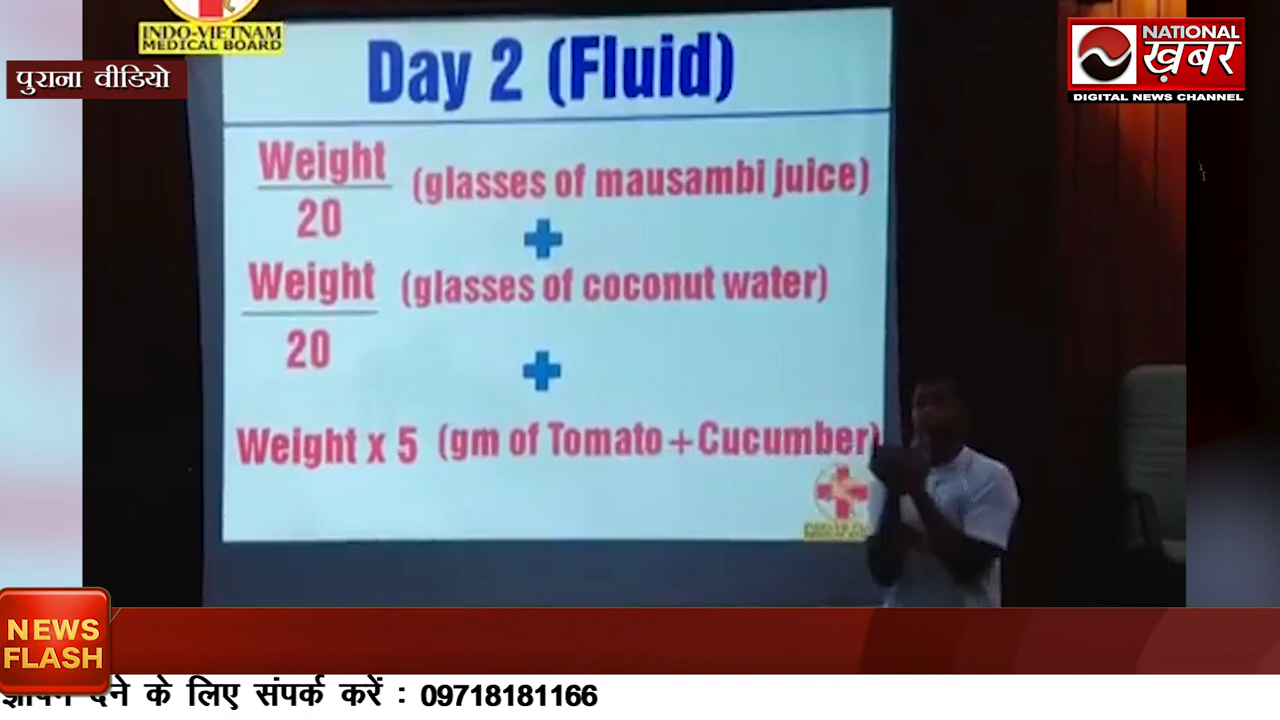 INDO-VIETNAM
MEDICAL BOARD
पुराना वीडियो
NATIONAL
ख़बर
DIGITAL NEWS CHANNEL
Day 2 (Fluid)
Weight
20
(glasses of mausambi juice)
+
Weight
20
(glasses of coconut water)
+
Weight x 5 (gm of Tomato + Cucumber)
NEWS
FLASH
देने के लिए संपर्क करें : 09718181166